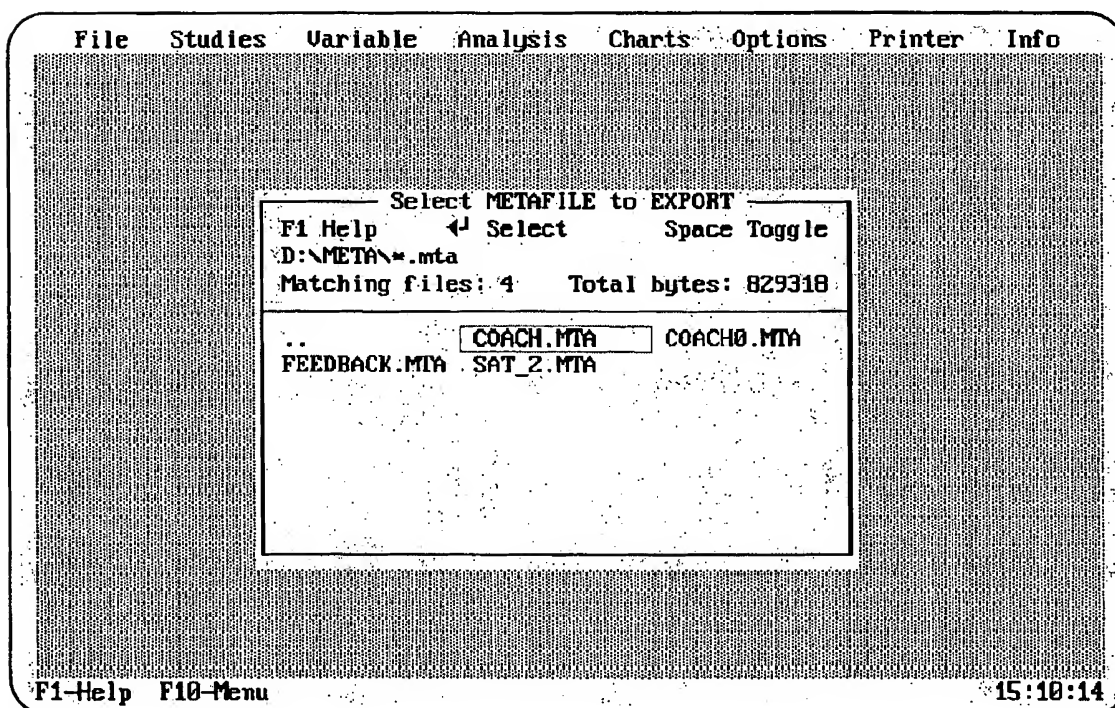 File Studies Variable Analysis Charts Options Printer Info
Select METAFILE to EXPORT
F1 Help ↵ Select Space Toggle
D:\META\*.mta
Matching files: 4 Total bytes: 829318
.. COACH.MTA COACH0.MTA
FEEDBACK.MTA SAT_2.MTA
F1-Help F10-Menu 15:10:14